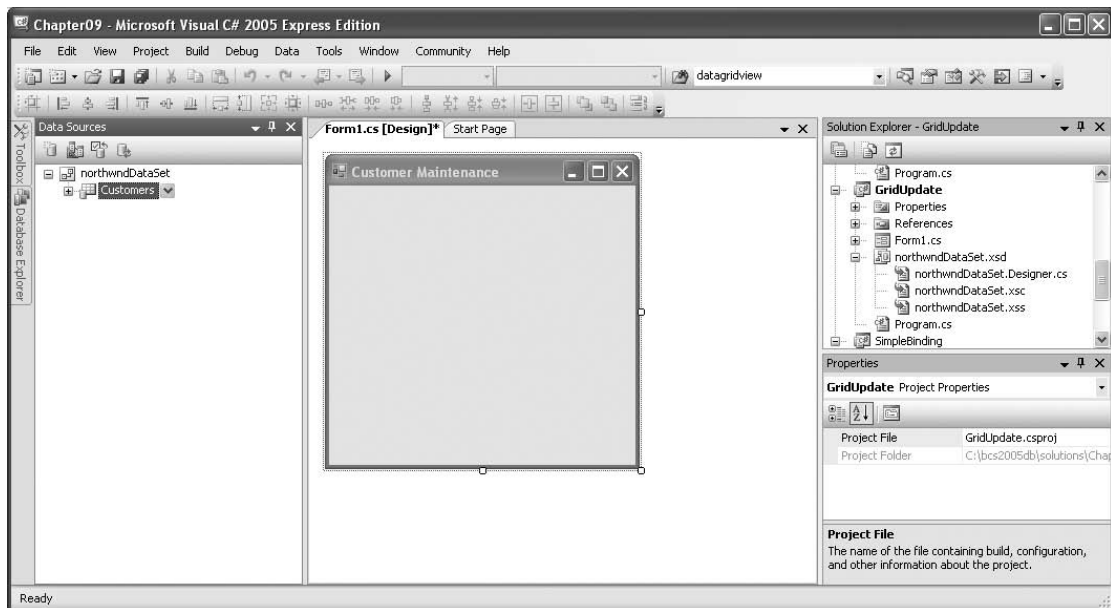 Chapter09 - Microsoft Visual C# 2005 Express Edition
File Edit View Project Build Debug Data Tools Window Community Help
datagridview
Toolbox
Database Explorer
Data Sources
northwndDataSet
Customers
Form1.cs [Design]* Start Page
Customer Maintenance
Solution Explorer - GridUpdate
Program.cs
GridUpdate
Properties
References
Form1.cs
northwndDataSet.xsd
northwndDataSet.Designer.cs
northwndDataSet.xsc
northwndDataSet.xss
Program.cs
SimpleBinding
Properties
GridUpdate Project Properties
Project File GridUpdate.csproj
Project Folder C:\bcs2005db\solutions\Chap
Project File
The name of the file containing build, configuration,
and other information about the project.
Ready